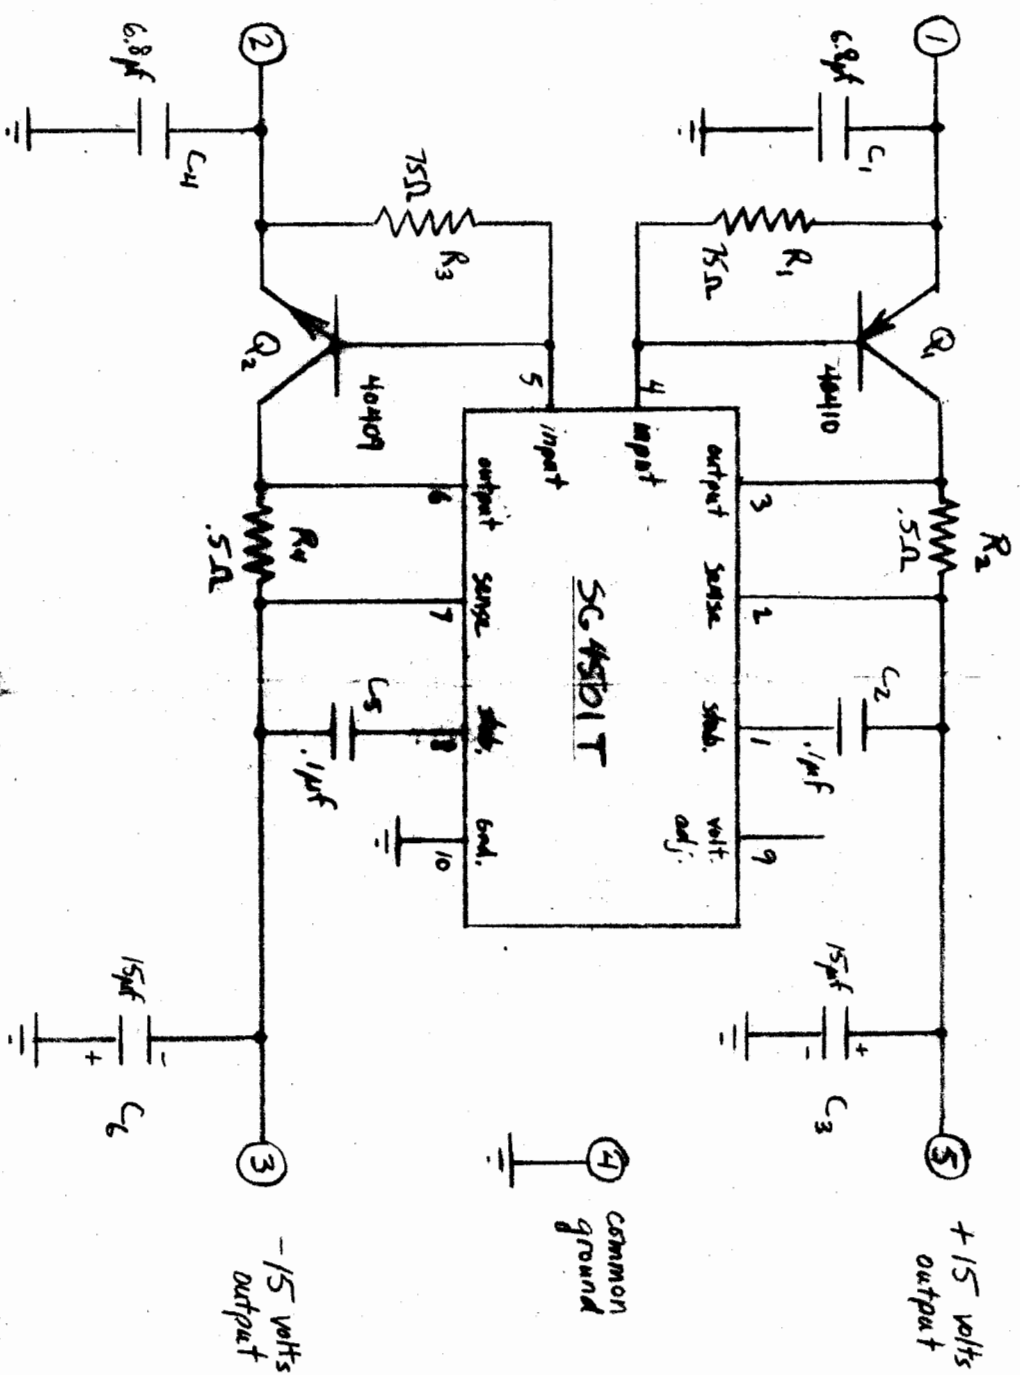 1
6.8μf
C1
R1
75Ω
Q1
40410
R2
.5Ω
C2
.1μf
15μf
+
-
C3
5
+15 volts
output
4
input
3
output
2
sense
1
stab.
9
volt.
adj.
SG4501T
5
input
6
output
7
sense
8
stab.
10
Gnd.
4
common
ground
2
6.8μf
C4
75Ω
R3
Q2
40409
R4
.5Ω
C5
.1μf
15μf
-
+
C6
3
-15 volts
output